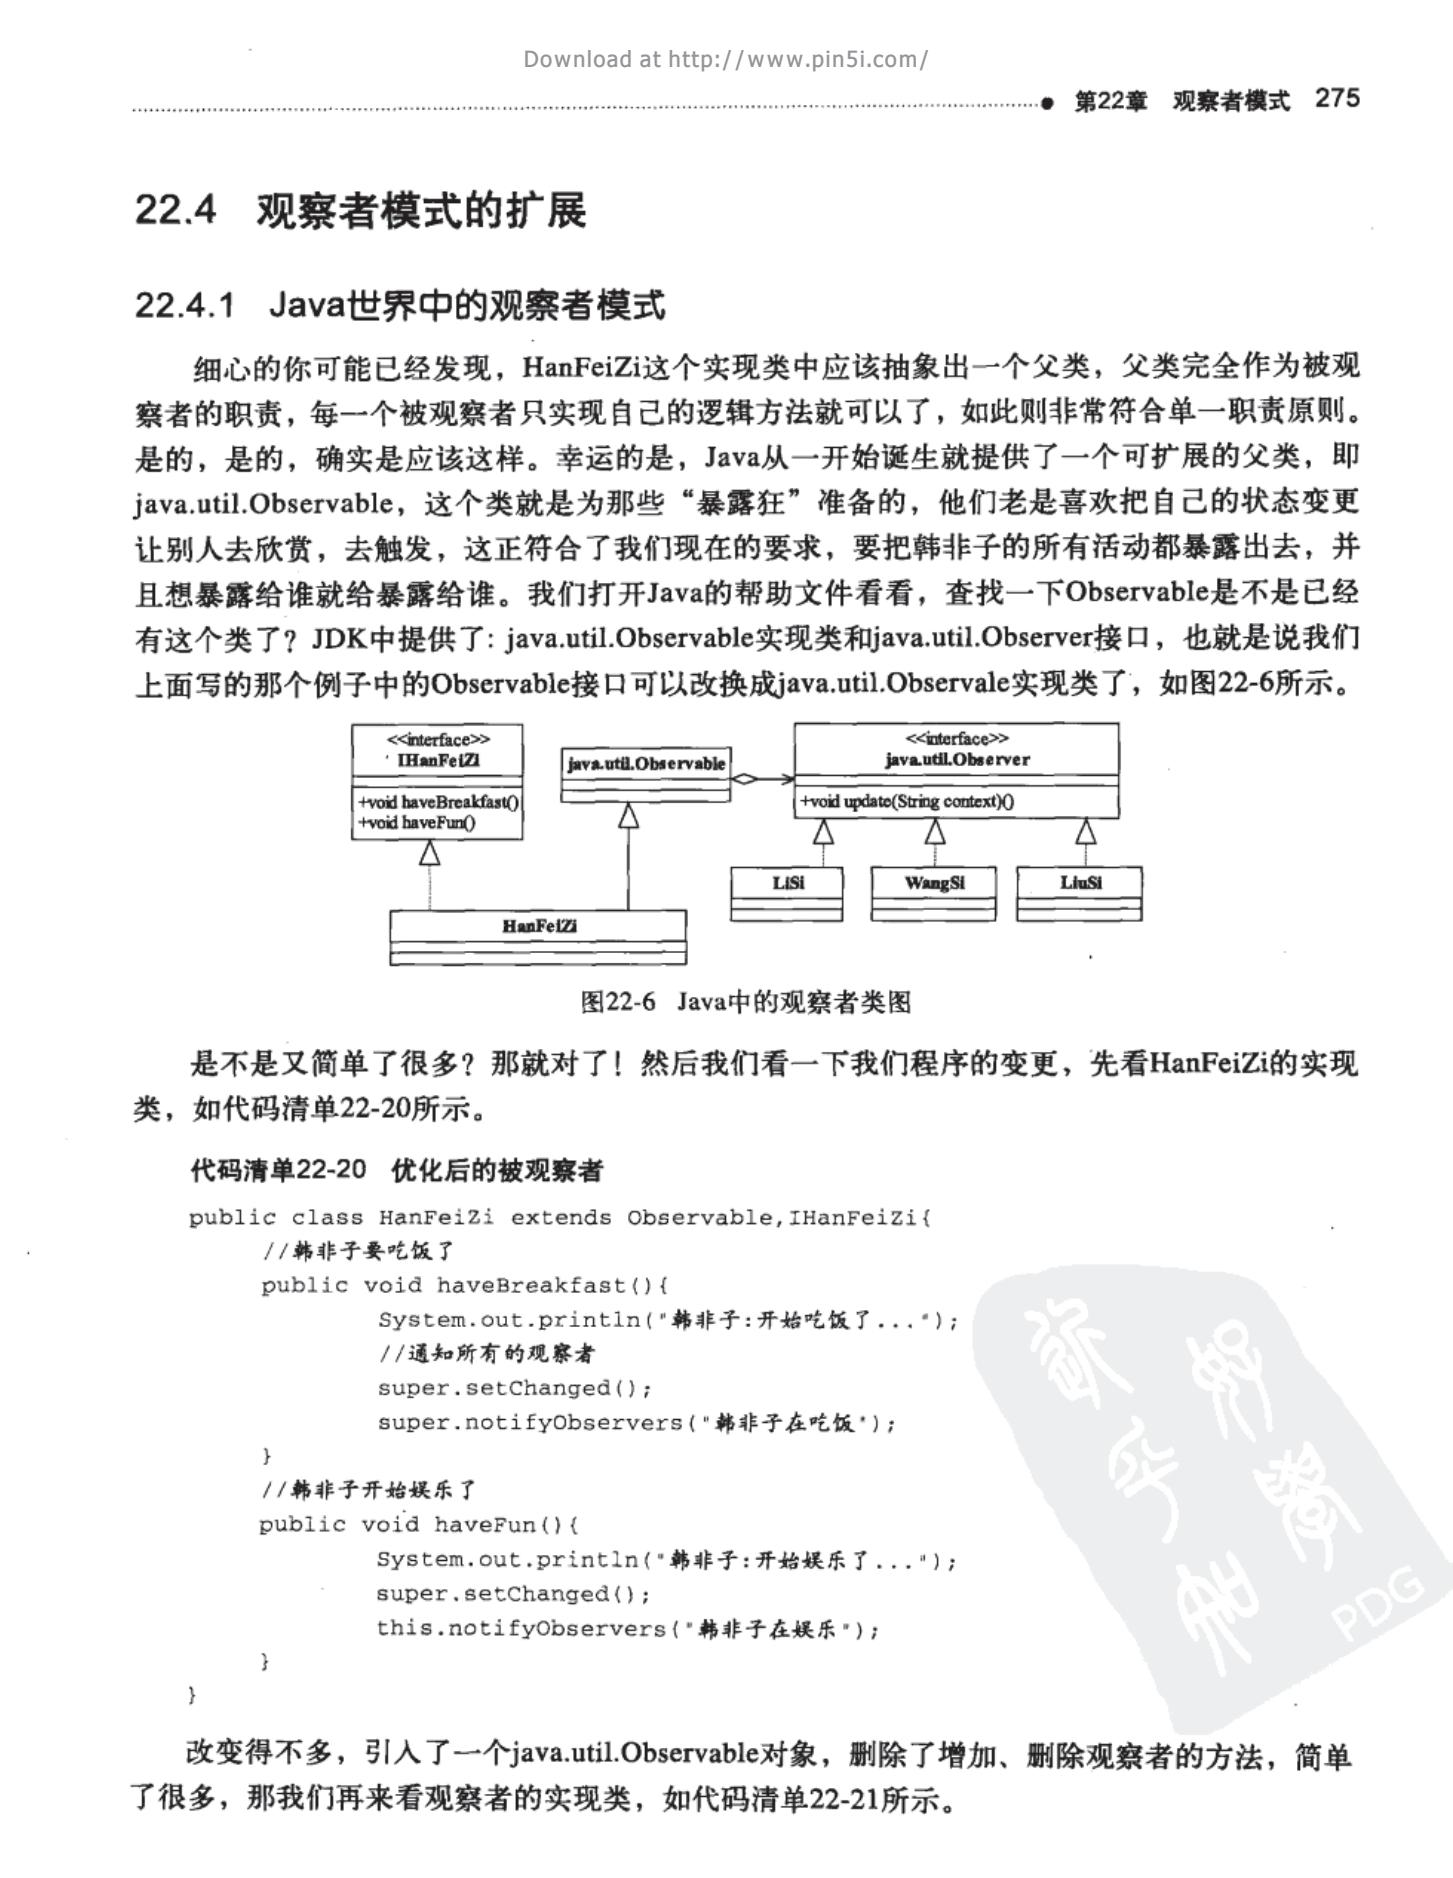 Download at http://www.pin5i.com/
第22章 观察者模式 275
22.4 观察者模式的扩展
22.4.1 Java世界中的观察者模式
细心的你可能已经发现，HanFeiZi这个实现类中应该抽象出一个父类，父类完全作为被观
察者的职责，每一个被观察者只实现自己的逻辑方法就可以了，如此则非常符合单一职责原则。
是的，是的，确实是应该这样。幸运的是，Java从一开始诞生就提供了一个可扩展的父类，即
java.util.Observable，这个类就是为那些“暴露狂”准备的，他们老是喜欢把自己的状态变更
让别人去欣赏，去触发，这正符合了我们现在的要求，要把韩非子的所有活动都暴露出去，并
且想暴露给谁就给暴露给谁。我们打开Java的帮助文件看看，查找一下Observable是不是已经
有这个类了？JDK中提供了：java.util.Observable实现类和java.util.Observer接口，也就是说我们
上面写的那个例子中的Observable接口可以改换成java.util.Observale实现类了，如图22-6所示。
<<interface>>
IHanFeiZi
+void haveBreakfast()
+void haveFun()
java.util.Observable
<<interface>>
java.util.Observer
+void update(String context)()
LiSi
WangSi
LiuSi
HanFeiZi
图22-6 Java中的观察者类图
是不是又简单了很多？那就对了！然后我们看一下我们程序的变更，先看HanFeiZi的实现
类，如代码清单22-20所示。
代码清单22-20 优化后的被观察者
public class HanFeiZi extends Observable,IHanFeiZi{
//韩非子要吃饭了
public void haveBreakfast(){
System.out.println("韩非子:开始吃饭了...");
//通知所有的观察者
super.setChanged();
super.notifyObservers("韩非子在吃饭");
}
//韩非子开始娱乐了
public void haveFun(){
System.out.println("韩非子:开始娱乐了...");
super.setChanged();
this.notifyObservers("韩非子在娱乐");
}
}
改变得不多，引入了一个java.util.Observable对象，删除了增加、删除观察者的方法，简单
了很多，那我们再来看观察者的实现类，如代码清单22-21所示。
PDG